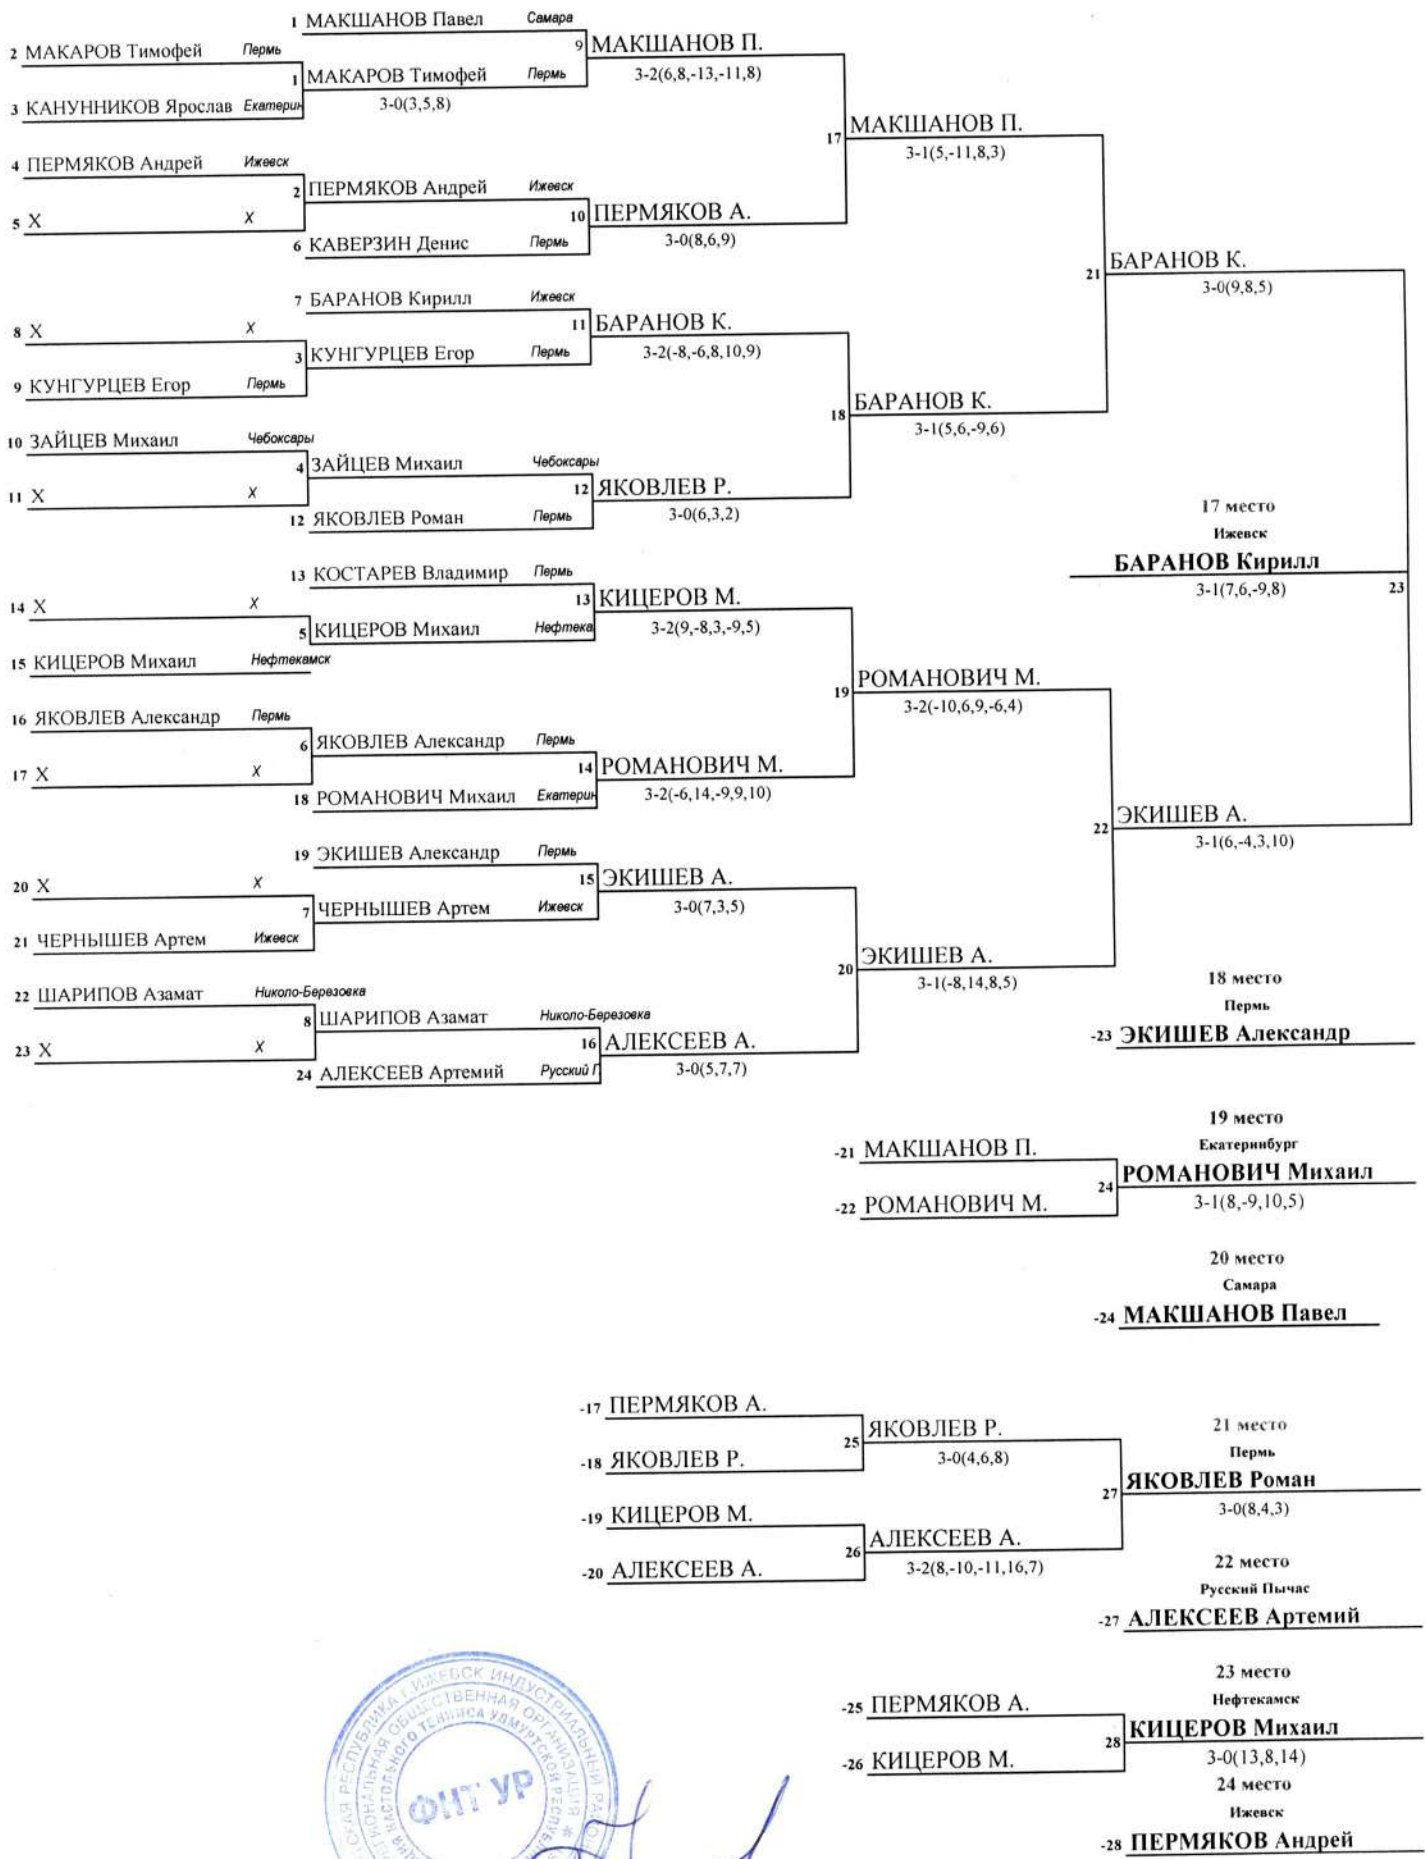 1 МАКШАНОВ Павел Самара
2 МАКАРОВ Тимофей Пермь
9 МАКШАНОВ П.
3-2(6,8,-13,-11,8)
1 МАКАРОВ Тимофей Пермь
3-0(3,5,8)
3 КАНУННИКОВ Ярослав Екатерин
17 МАКШАНОВ П.
3-1(5,-11,8,3)
4 ПЕРМЯКОВ Андрей Ижевск
2 ПЕРМЯКОВ Андрей Ижевск
5 X X
10 ПЕРМЯКОВ А.
3-0(8,6,9)
6 КАВЕРЗИН Денис Пермь
21 БАРАНОВ К.
3-0(9,8,5)
7 БАРАНОВ Кирилл Ижевск
8 X X
11 БАРАНОВ К.
3-2(-8,-6,8,10,9)
3 КУНГУРЦЕВ Егор Пермь
9 КУНГУРЦЕВ Егор Пермь
18 БАРАНОВ К.
3-1(5,6,-9,6)
10 ЗАЙЦЕВ Михаил Чебоксары
4 ЗАЙЦЕВ Михаил Чебоксары
11 X X
12 ЯКОВЛЕВ Р.
3-0(6,3,2)
12 ЯКОВЛЕВ Роман Пермь
17 место
Ижевск
БАРАНОВ Кирилл
3-1(7,6,-9,8)
23
13 КОСТАРЕВ Владимир Пермь
14 X X
13 КИЦЕРОВ М.
3-2(9,-8,3,-9,5)
5 КИЦЕРОВ Михаил Нефтека
15 КИЦЕРОВ Михаил Нефтекамск
19 РОМАНОВИЧ М.
3-2(-10,6,9,-6,4)
16 ЯКОВЛЕВ Александр Пермь
6 ЯКОВЛЕВ Александр Пермь
17 X X
14 РОМАНОВИЧ М.
3-2(-6,14,-9,9,10)
18 РОМАНОВИЧ Михаил Екатерин
22 ЭКИШЕВ А.
3-1(6,-4,3,10)
19 ЭКИШЕВ Александр Пермь
20 X X
15 ЭКИШЕВ А.
3-0(7,3,5)
7 ЧЕРНЫШЕВ Артем Ижевск
21 ЧЕРНЫШЕВ Артем Ижевск
20 ЭКИШЕВ А.
3-1(-8,14,8,5)
22 ШАРИПОВ Азамат Николо-Березовка
8 ШАРИПОВ Азамат Николо-Березовка
23 X X
16 АЛЕКСЕЕВ А.
3-0(5,7,7)
24 АЛЕКСЕЕВ Артемий Русский П
18 место
Пермь
-23 ЭКИШЕВ Александр
19 место
Екатеринбург
-21 МАКШАНОВ П.
24 РОМАНОВИЧ Михаил
3-1(8,-9,10,5)
-22 РОМАНОВИЧ М.
20 место
Самара
-24 МАКШАНОВ Павел
-17 ПЕРМЯКОВ А.
25 ЯКОВЛЕВ Р.
3-0(4,6,8)
-18 ЯКОВЛЕВ Р.
21 место
Пермь
27 ЯКОВЛЕВ Роман
3-0(8,4,3)
-19 КИЦЕРОВ М.
26 АЛЕКСЕЕВ А.
3-2(8,-10,-11,16,7)
-20 АЛЕКСЕЕВ А.
22 место
Русский Пычас
-27 АЛЕКСЕЕВ Артемий
23 место
Нефтекамск
-25 ПЕРМЯКОВ А.
28 КИЦЕРОВ Михаил
3-0(13,8,14)
-26 КИЦЕРОВ М.
24 место
Ижевск
-28 ПЕРМЯКОВ Андрей
РЕСПУБЛИКА г.ИЖЕВСК ИНДУСТРИАЛЬНЫЙ
ОБЩЕСТВЕННАЯ ОРГАНИЗАЦИЯ
НАСТОЛЬНОГО ТЕННИСА УДМУРТСКОЙ
ФНТ УР